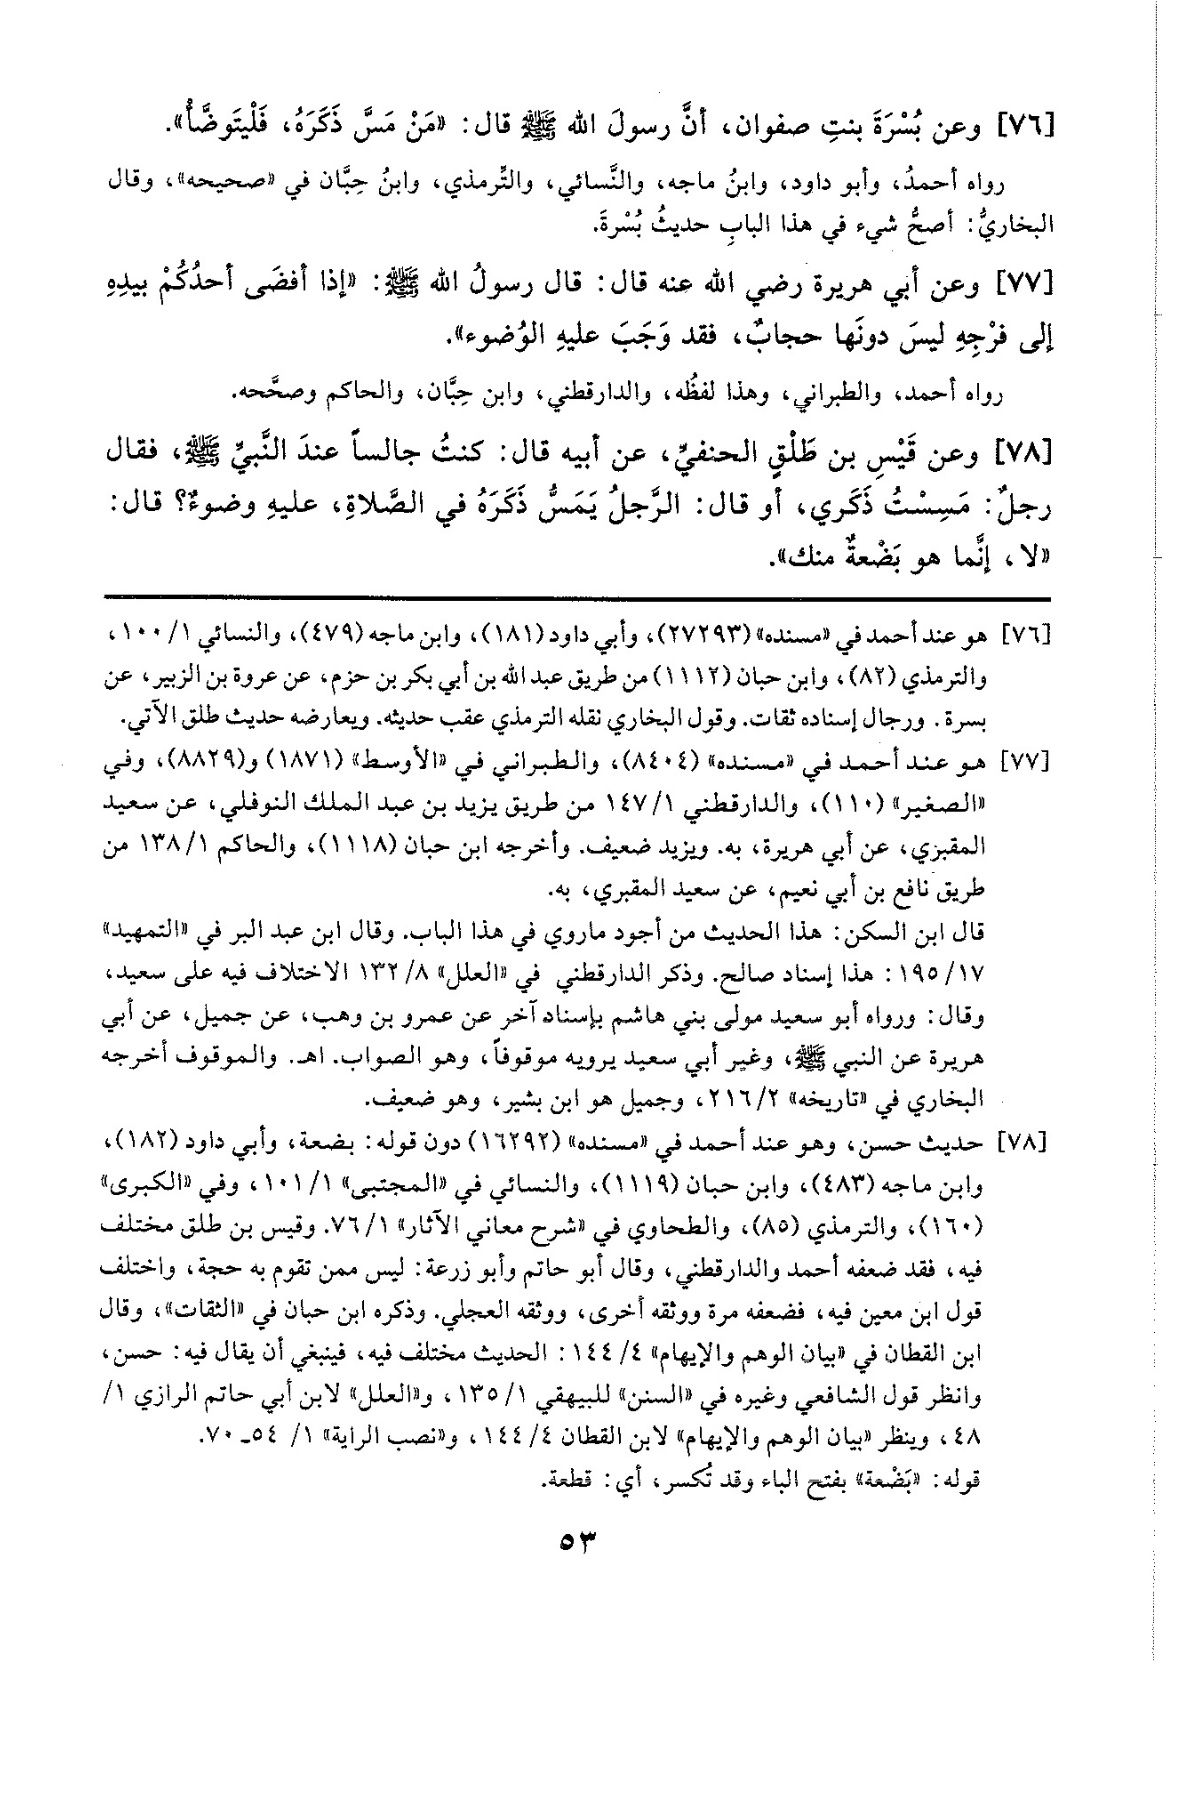 [٧٦] وعن بُسْرَةَ بنتِ صفوان، أنَّ رسولَ الله ﷺ قال: «مَنْ مَسَّ ذَكَرَهُ، فَلْيتَوضَّأْ».
رواه أحمدُ، وأبو داود، وابنُ ماجه، والنَّسائي، والتِّرمذي، وابنُ حِبَّان في «صحيحه»، وقال
البخاريُّ: أصحُّ شيء في هذا البابِ حديثُ بُسْرةَ.
[٧٧] وعن أبي هريرة رضي الله عنه قال: قال رسولُ الله ﷺ: «إذا أفضَى أحدُكُمْ بيدِهِ
إلى فرْجِهِ ليسَ دونَها حجابٌ، فقد وَجَبَ عليهِ الوُضوء».
رواه أحمد، والطبراني، وهذا لفظُه، والدارقطني، وابن حِبَّان، والحاكم وصحَّحه.
[٧٨] وعن قَيْسِ بن طَلْقٍ الحنفيِّ، عن أبيه قال: كنتُ جالساً عندَ النَّبيِّ ﷺ، فقال
رجلٌ: مَسِسْتُ ذَكَري، أو قال: الرَّجلُ يَمَسُّ ذَكَرَهُ في الصَّلاةِ، عليهِ وضوءٌ؟ قال:
«لا، إنَّما هو بَضْعةٌ منك».
[٧٦] هو عند أحمد في «مسنده» (٢٧٢٩٣)، وأبي داود (١٨١)، وابن ماجه (٤٧٩)، والنسائي ١/ ١٠٠،
والترمذي (٨٢)، وابن حبان (١١١٢) من طريق عبد الله بن أبي بكر بن حزم، عن عروة بن الزبير، عن
بسرة. ورجال إسناده ثقات. وقول البخاري نقله الترمذي عقب حديثه. ويعارضه حديث طلق الآتي.
[٧٧] هو عند أحمد في «مسنده» (٨٤٠٤)، والطبراني في «الأوسط» (١٨٧١) و(٨٨٢٩)، وفي
«الصغير» (١١٠)، والدارقطني ١/ ١٤٧ من طريق يزيد بن عبد الملك النوفلي، عن سعيد
المقبري، عن أبي هريرة، به. ويزيد ضعيف. وأخرجه ابن حبان (١١١٨)، والحاكم ١/ ١٣٨ من
طريق نافع بن أبي نعيم، عن سعيد المقبري، به.
قال ابن السكن: هذا الحديث من أجود ماروي في هذا الباب. وقال ابن عبد البر في «التمهيد»
١٧/ ١٩٥: هذا إسناد صالح. وذكر الدارقطني في «العلل» ٨/ ١٣٢ الاختلاف فيه على سعيد،
وقال: ورواه أبو سعيد مولى بني هاشم بإسناد آخر عن عمرو بن وهب، عن جميل، عن أبي
هريرة عن النبي ﷺ، وغير أبي سعيد يرويه موقوفاً، وهو الصواب. اهـ. والموقوف أخرجه
البخاري في «تاريخه» ٢/ ٢١٦، وجميل هو ابن بشير، وهو ضعيف.
[٧٨] حديث حسن، وهو عند أحمد في «مسنده» (١٦٢٩٢) دون قوله: بضعة، وأبي داود (١٨٢)،
وابن ماجه (٤٨٣)، وابن حبان (١١١٩)، والنسائي في «المجتبى» ١/ ١٠١، وفي «الكبرى»
(١٦٠)، والترمذي (٨٥)، والطحاوي في «شرح معاني الآثار» ١/ ٧٦. وقيس بن طلق مختلف
فيه، فقد ضعفه أحمد والدارقطني، وقال أبو حاتم وأبو زرعة: ليس ممن تقوم به حجة، واختلف
قول ابن معين فيه، فضعفه مرة ووثقه أخرى، ووثقه العجلي. وذكره ابن حبان في «الثقات»، وقال
ابن القطان في «بيان الوهم والإيهام» ٤/ ١٤٤: الحديث مختلف فيه، فينبغي أن يقال فيه: حسن،
وانظر قول الشافعي وغيره في «السنن» للبيهقي ١/ ١٣٥، و«العلل» لابن أبي حاتم الرازي ١/
٤٨، وينظر «بيان الوهم والإيهام» لابن القطان ٤/ ١٤٤، و«نصب الراية» ١/ ٥٤ـ ٧٠.
قوله: «بَضْعة» بفتح الباء وقد تُكسر، أي: قطعة.
٥٣